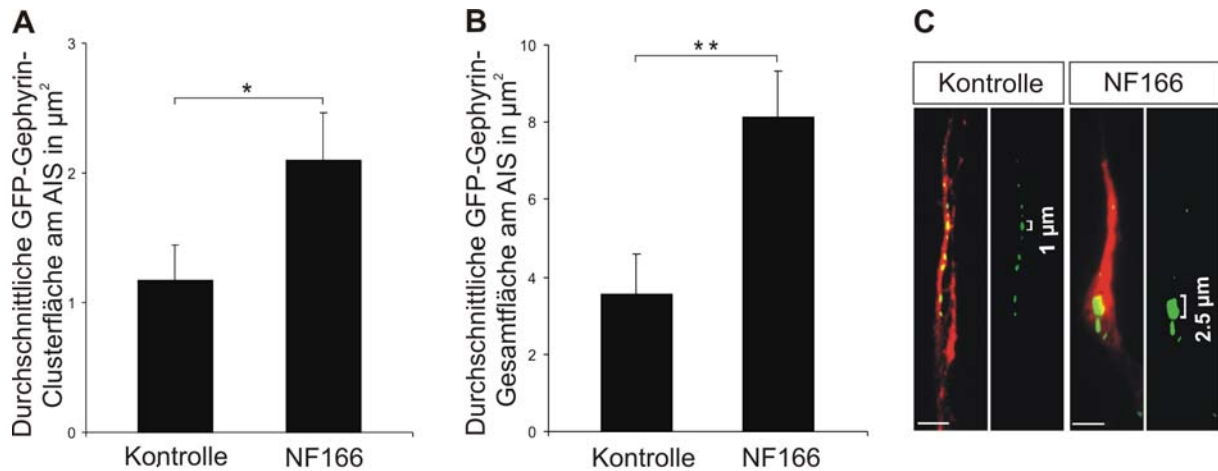 A
Durchschnittliche GFP-Gephyrin-
Clusterfläche am AIS in µm²
3
2
1
0
*
Kontrolle
NF166
B
Durchschnittliche GFP-Gephyrin-
Gesamtfläche am AIS in µm²
10
8
6
4
2
0
**
Kontrolle
NF166
C
Kontrolle
NF166
1 µm
2.5 µm